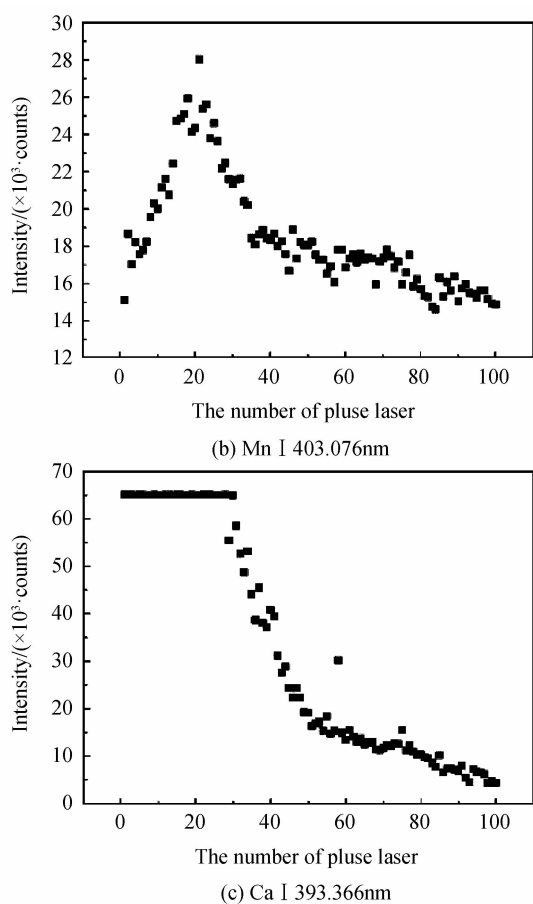 30
28
26
24
22
20
18
16
14
12
Intensity/(×10³·counts)
0 20 40 60 80 100
The number of pluse laser
(b) Mn Ⅰ 403.076nm
70
60
50
40
30
20
10
0
Intensity/(×10³·counts)
0 20 40 60 80 100
The number of pluse laser
(c) Ca Ⅰ 393.366nm